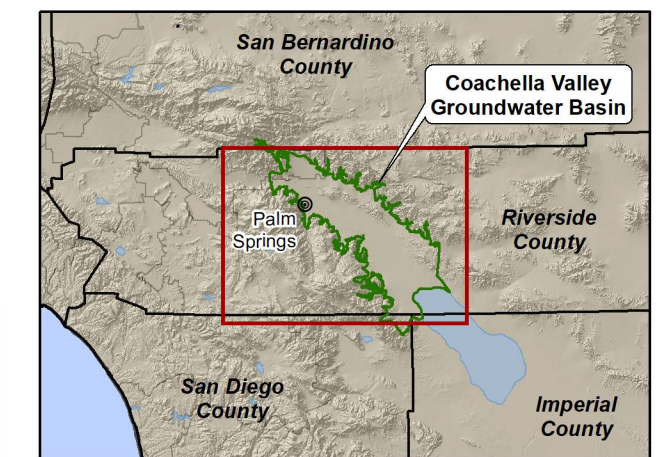 San Bernardino
County
Coachella Valley
Groundwater Basin
Palm
Springs
Riverside
County
San Diego
County
Imperial
County